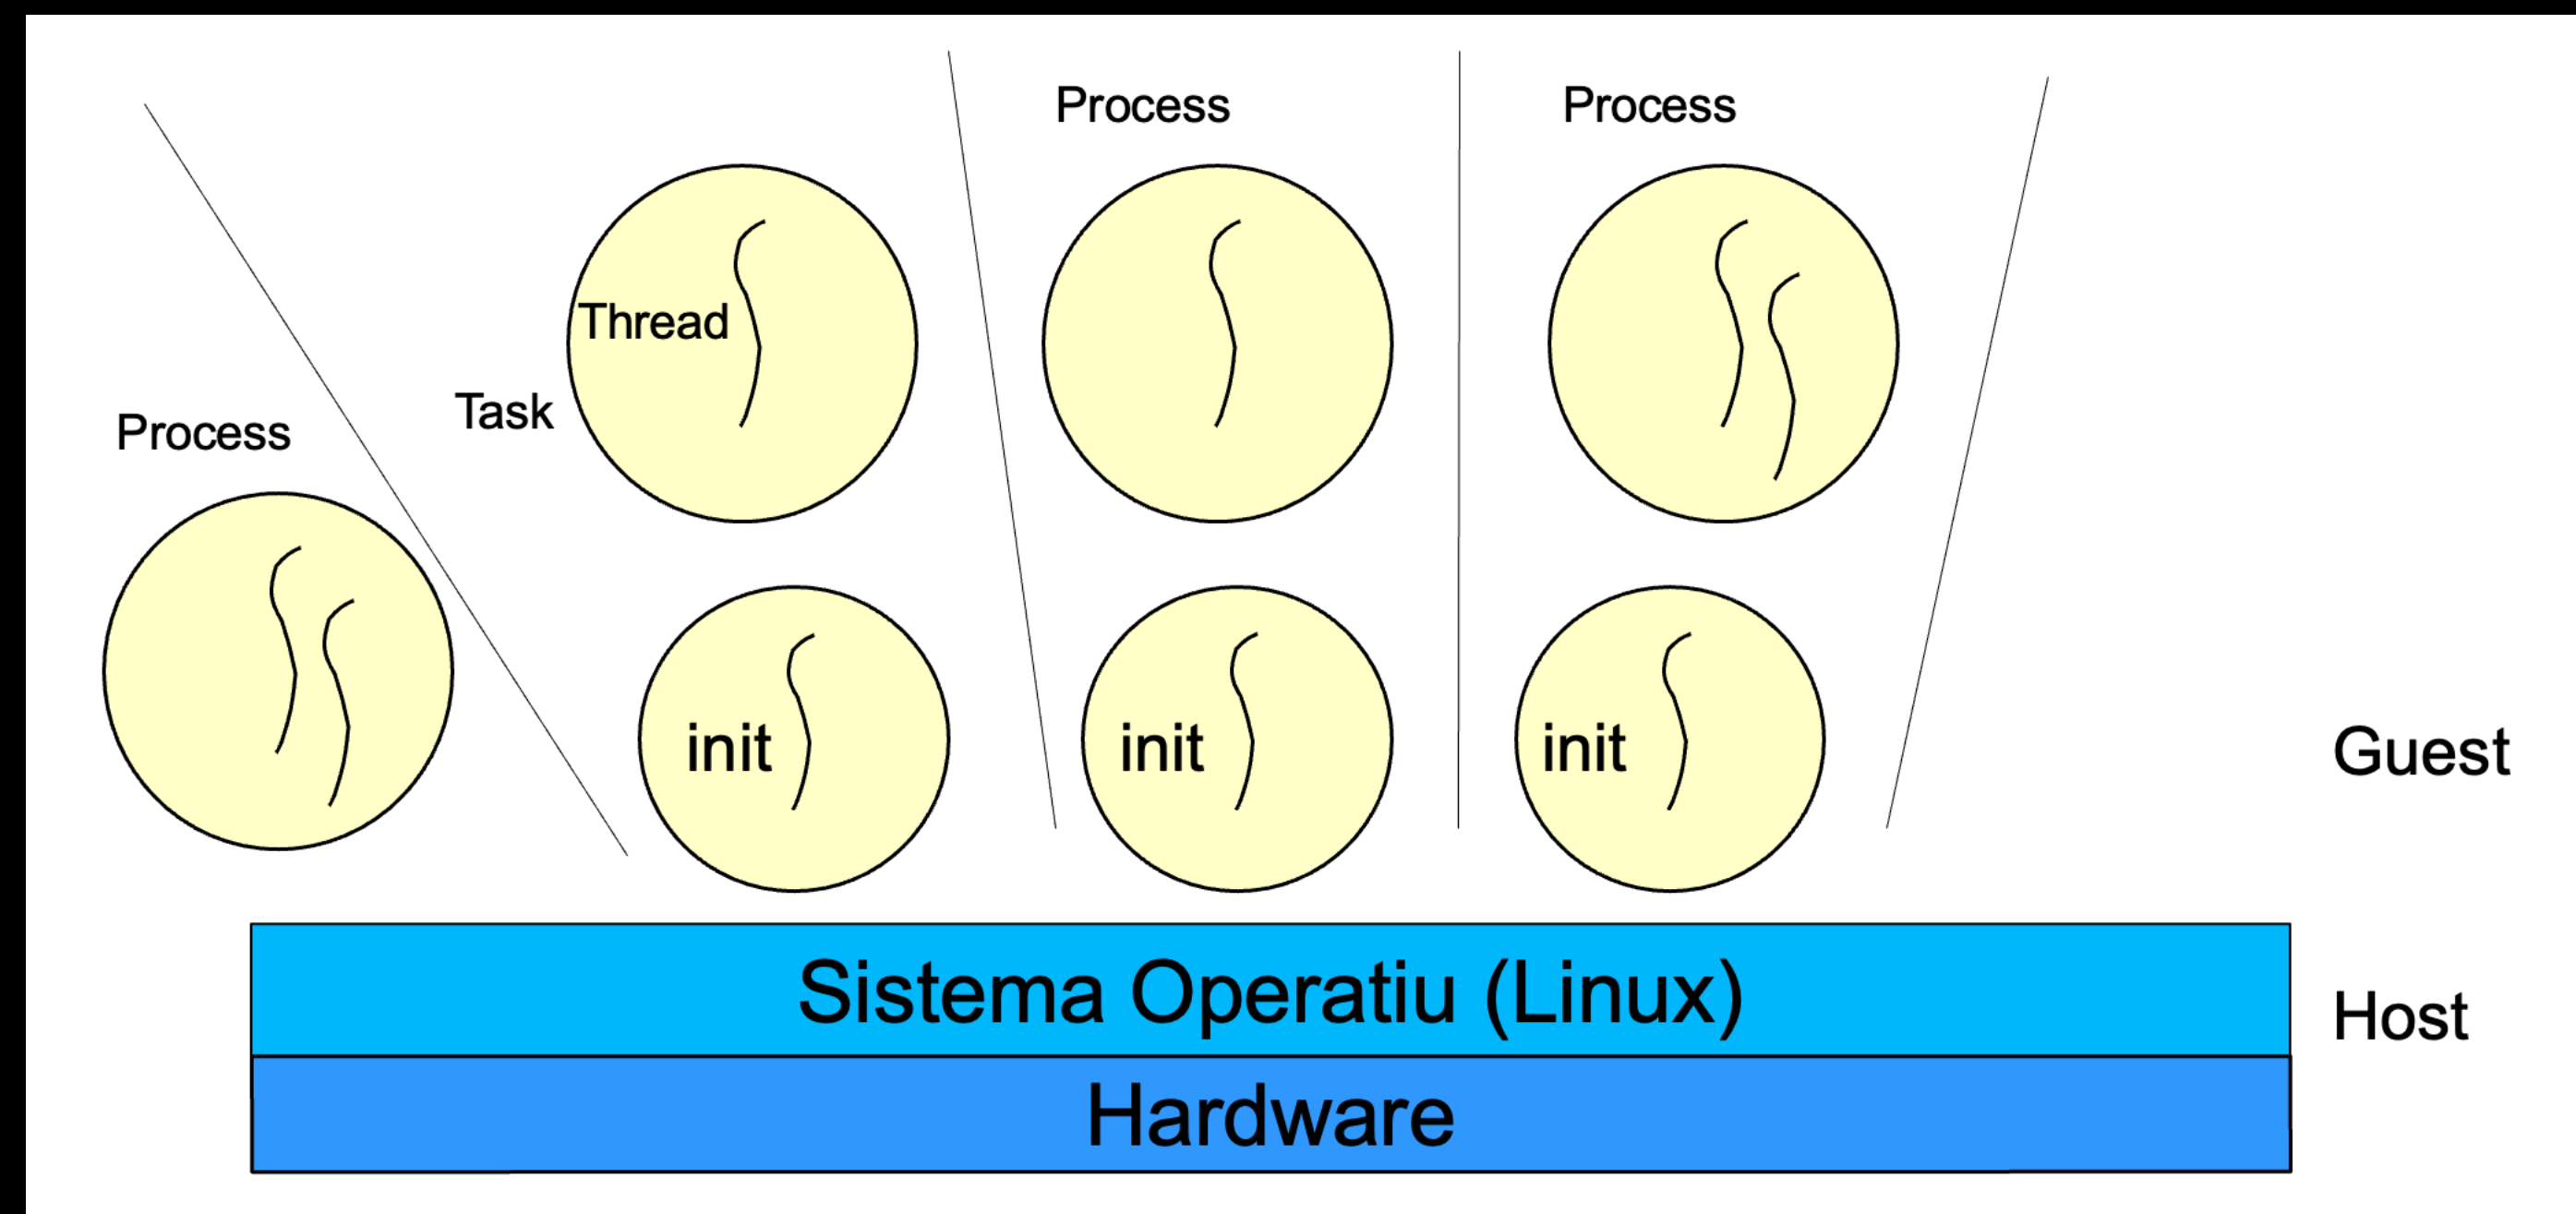 Process
Process
Thread
Task
Process
init
init
init
Guest
Sistema Operatiu (Linux)
Host
Hardware